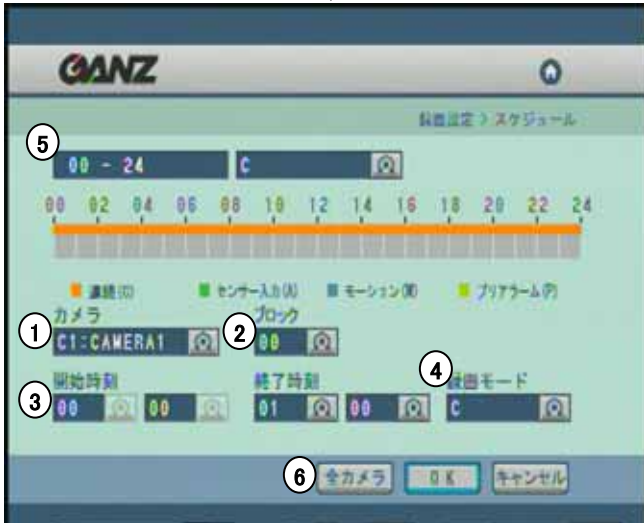 GANZ
録画設定 > スケジュール
5
00 - 24 C
00 02 04 06 08 10 12 14 16 18 20 22 24
連続(C) センサー入力(A) モーション(M) プリアラーム(P)
カメラ ブロック
1 C1:CAMERA1 2 00
開始時刻 終了時刻 4 録画モード
3 00 00 01 00 C
6 全カメラ OK キャンセル